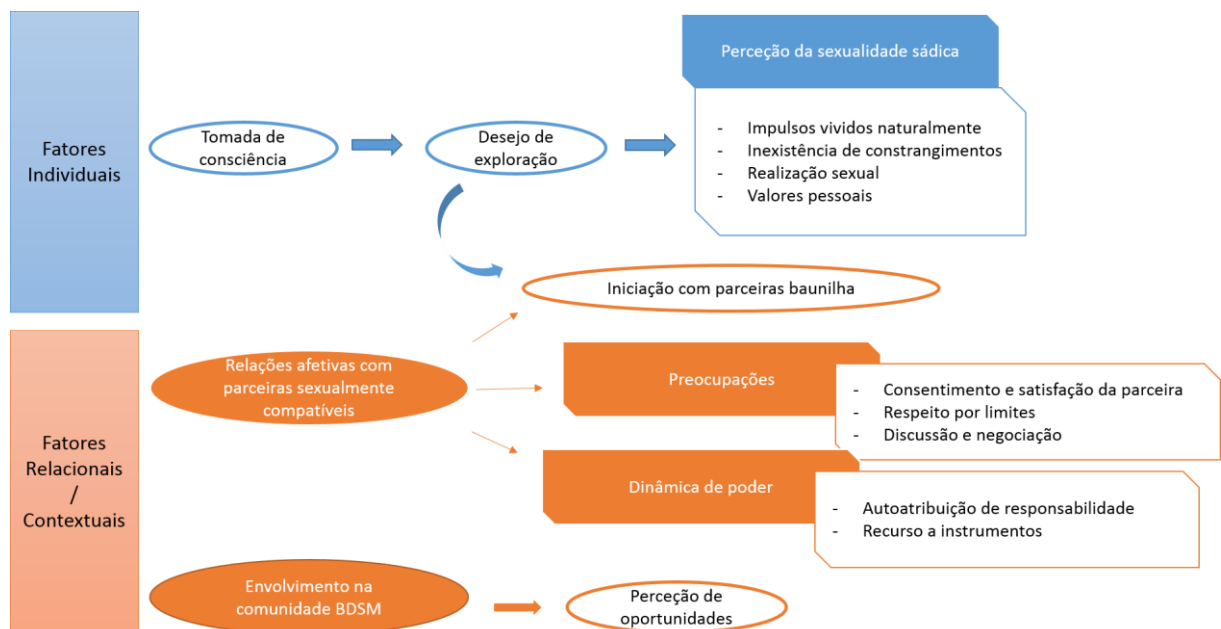 Fatores
Individuais
Tomada de
consciência
Desejo de
exploração
Perceção da sexualidade sádica
- Impulsos vividos naturalmente
- Inexistência de constrangimentos
- Realização sexual
- Valores pessoais
Iniciação com parceiras baunilha
Fatores
Relacionais
/
Contextuais
Relações afetivas com
parceiras sexualmente
compatíveis
Preocupações
- Consentimento e satisfação da parceira
- Respeito por limites
- Discussão e negociação
Dinâmica de poder
- Autoatribuição de responsabilidade
- Recurso a instrumentos
Envolvimento na
comunidade BDSM
Perceção de
oportunidades